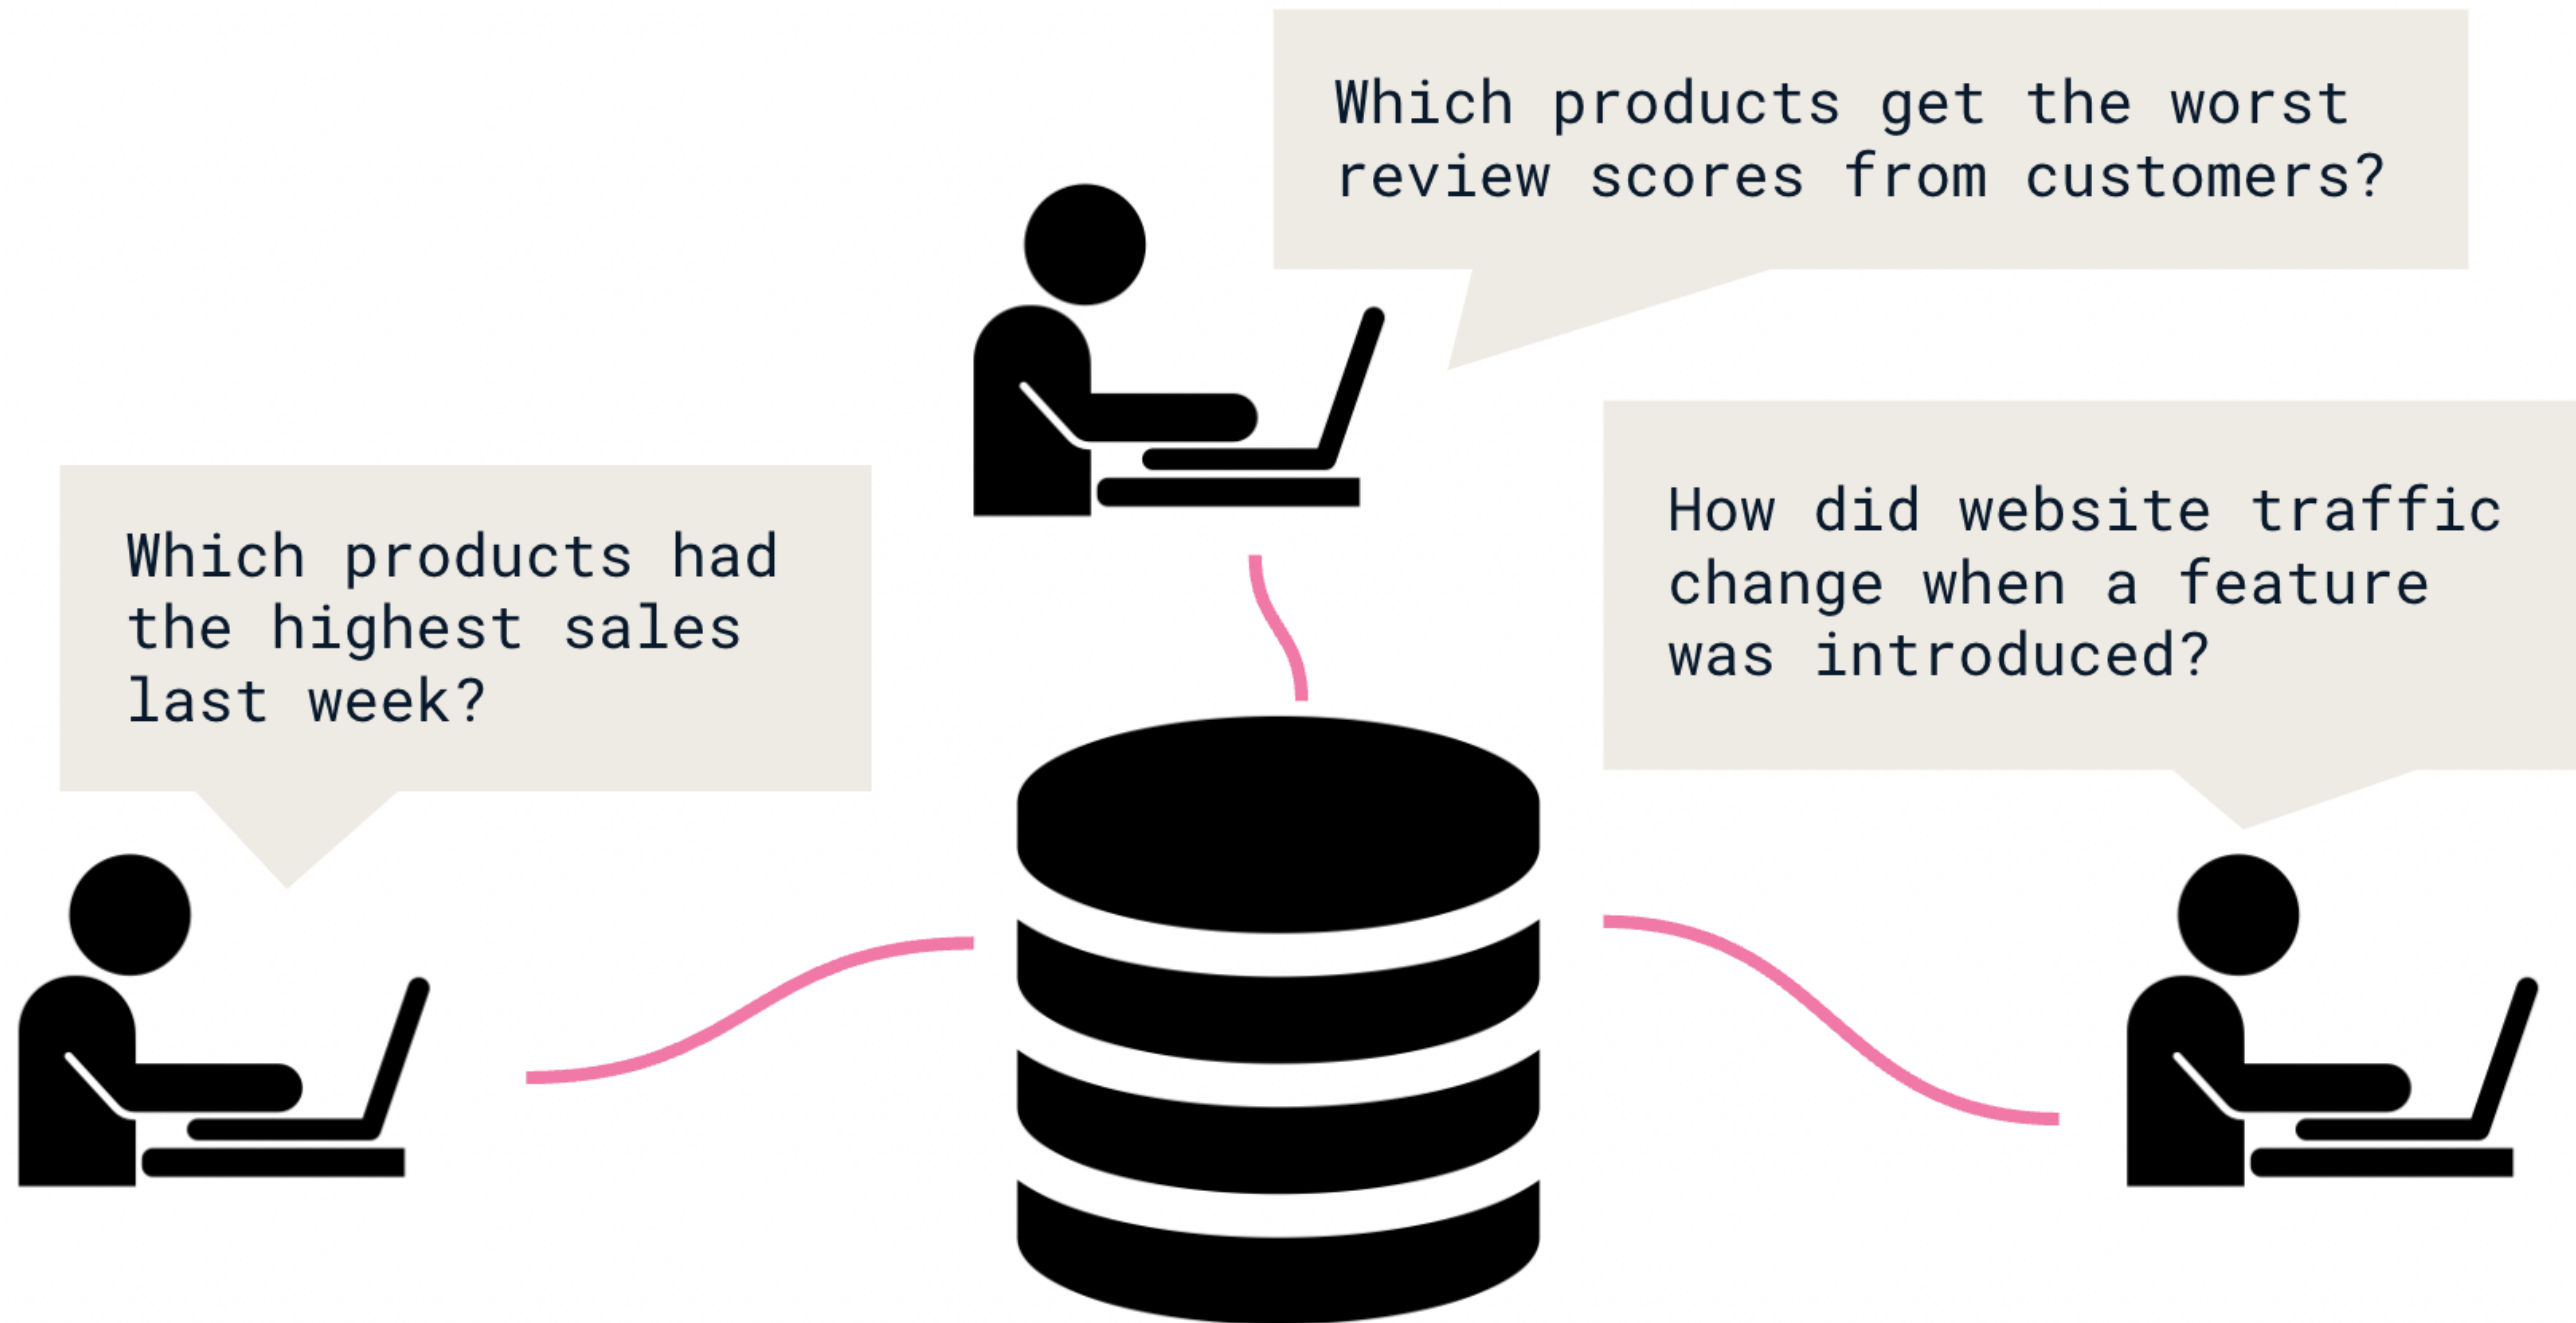 Which products get the worst
review scores from customers?
Which products had
the highest sales
last week?
How did website traffic
change when a feature
was introduced?